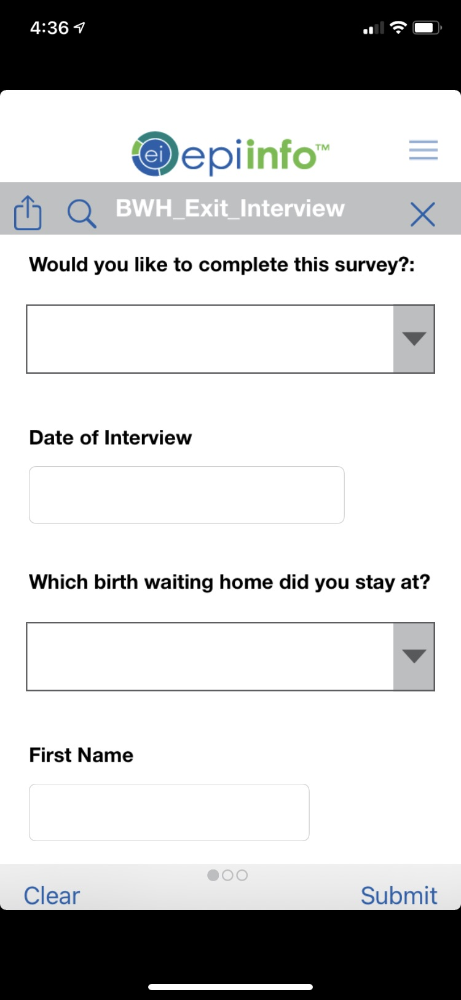 4:36
ei epiinfo™
BWH_Exit_Interview
Would you like to complete this survey?:
Date of Interview
Which birth waiting home did you stay at?
First Name
Clear
Submit